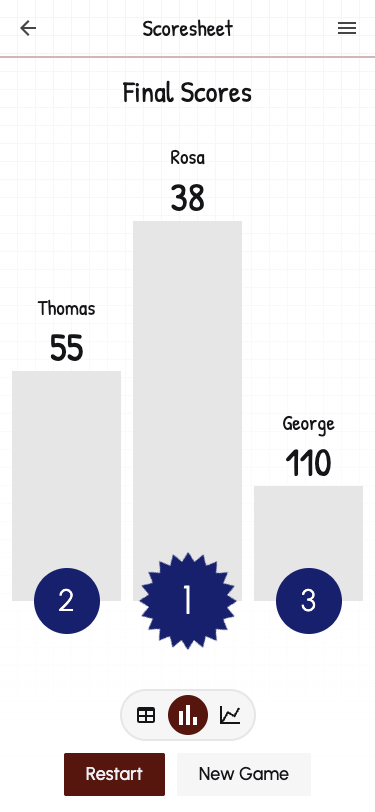 Scoresheet
Final Scores
Rosa
38
Thomas
55
George
110
2
1
3
Restart
New Game